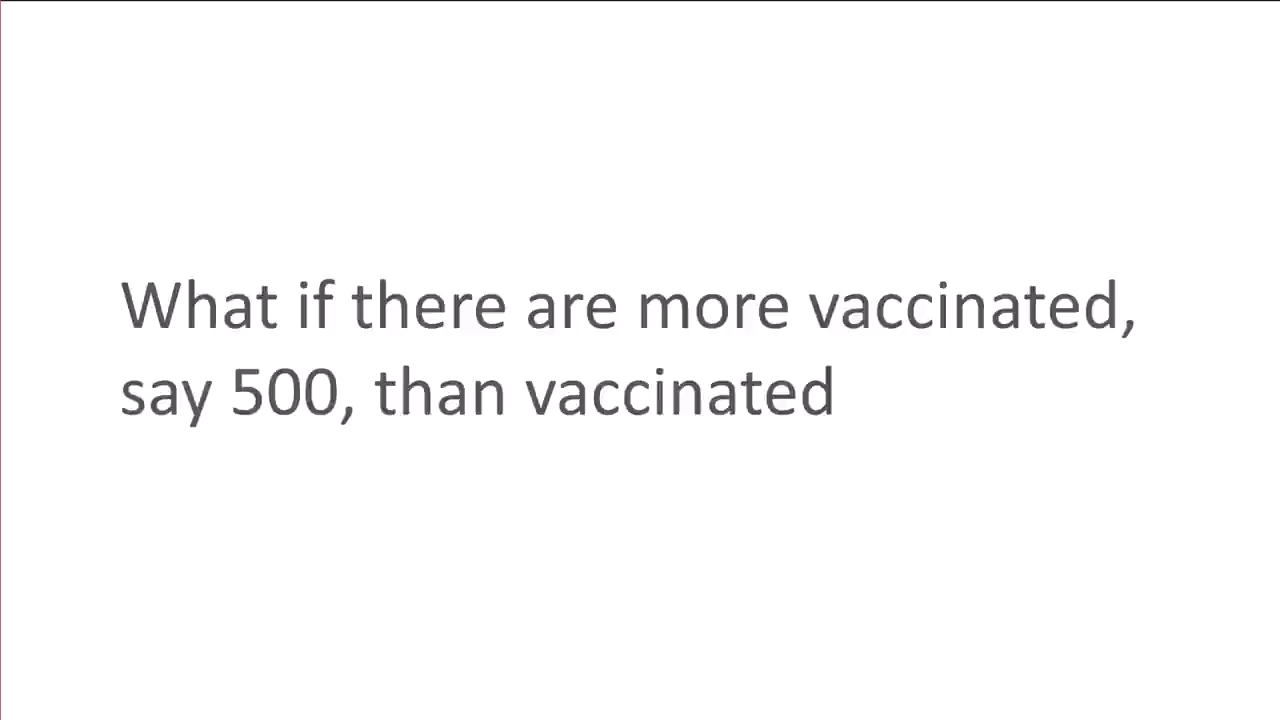 What if there are more vaccinated,
say 500, than vaccinated